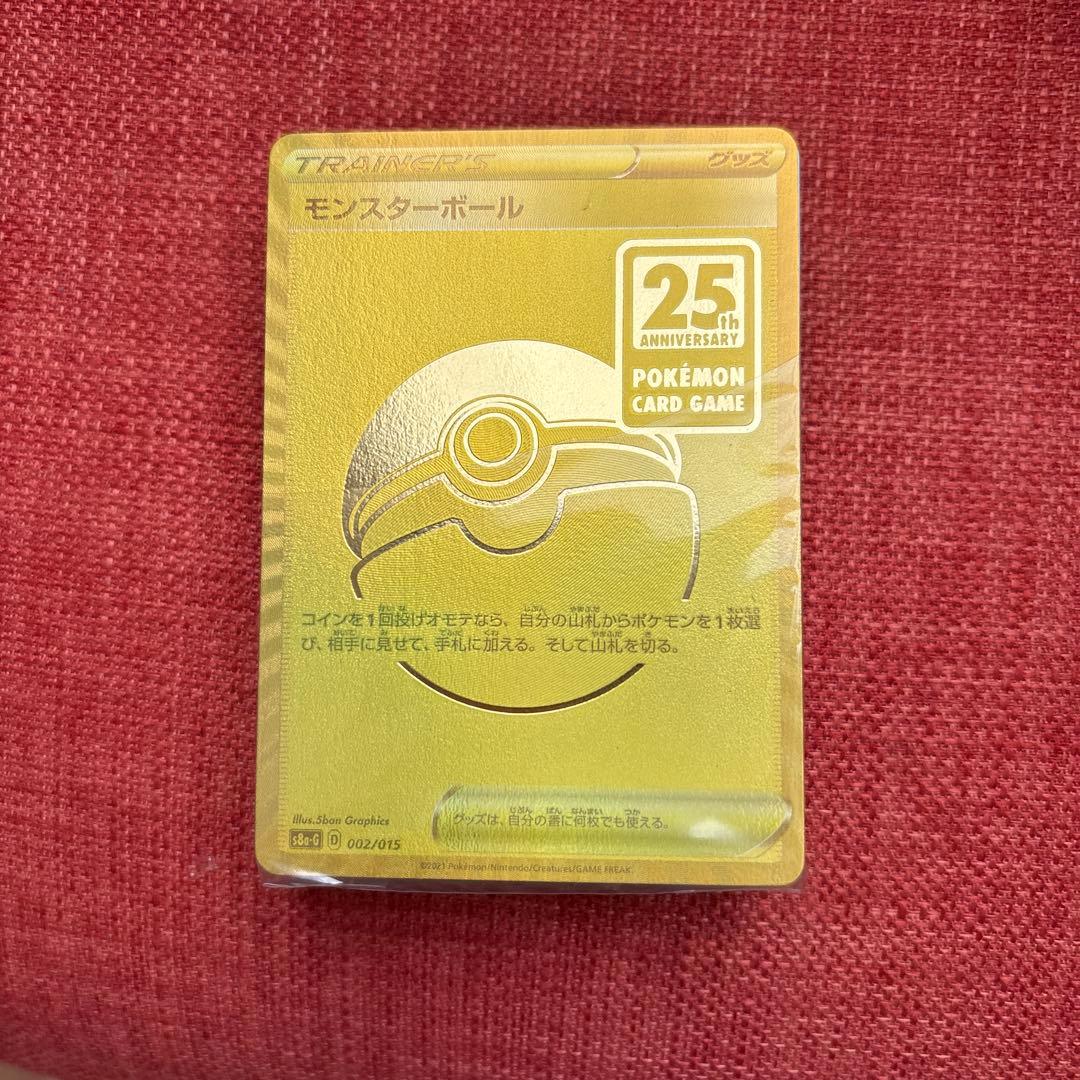 TRAINER'S
グッズ
モンスターボール
25th
ANNIVERSARY
POKÉMON
CARD GAME
コインを1回投げオモテなら、自分の山札からポケモンを1枚選
び、相手に見せて、手札に加える。そして山札を切る。
グッズは、自分の番に何枚でも使える。
Illus.5ban Graphics
s8a-G D 002/015
©2021 Pokémon/Nintendo/Creatures/GAME FREAK.